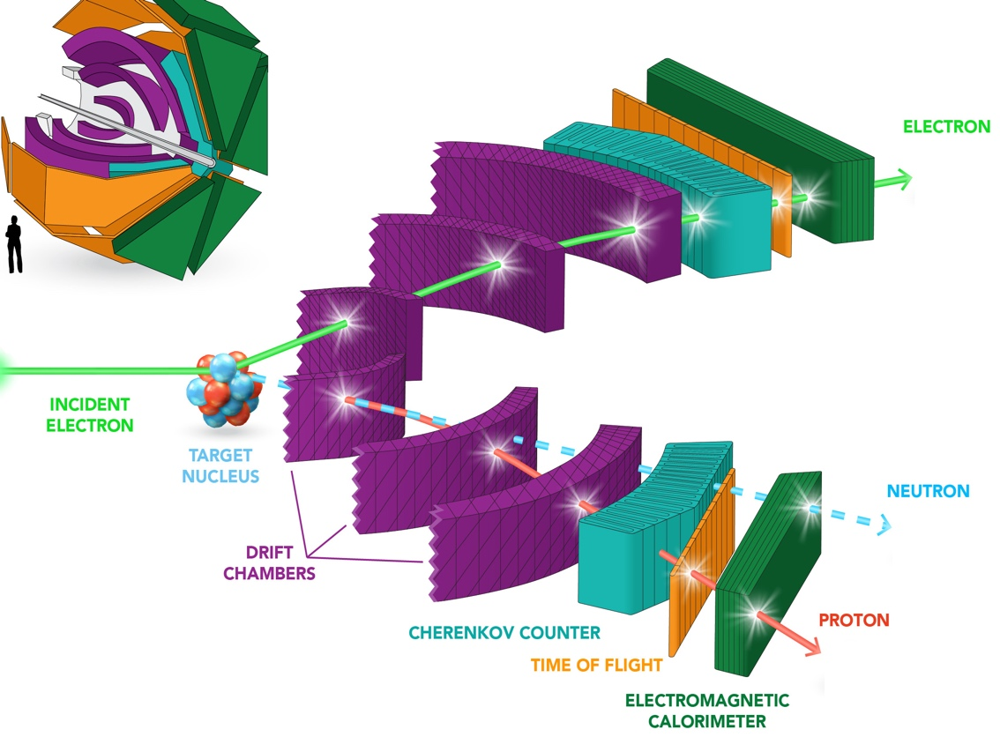 ELECTRON
INCIDENT
ELECTRON
TARGET
NUCLEUS
NEUTRON
DRIFT
CHAMBERS
PROTON
CHERENKOV COUNTER
TIME OF FLIGHT
ELECTROMAGNETIC
CALORIMETER